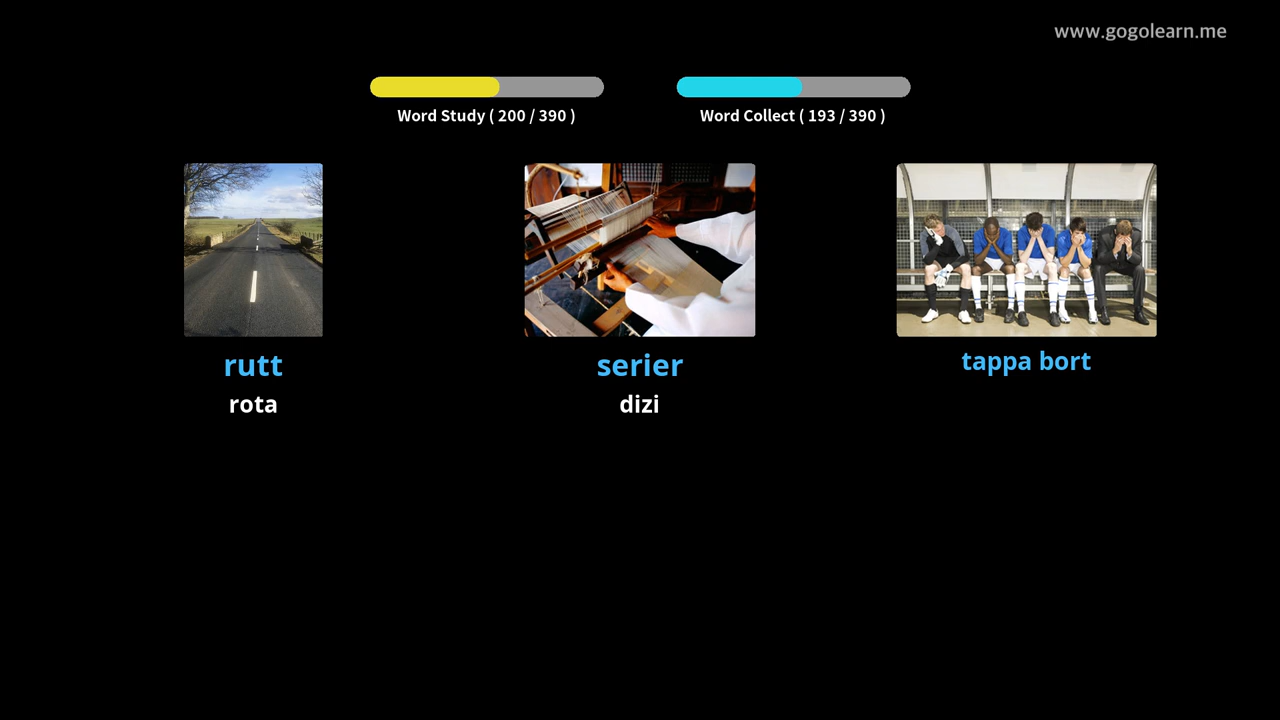 www.gogolearn.me
Word Study ( 200 / 390 )
Word Collect ( 193 / 390 )
rutt
serier
tappa bort
rota
dizi